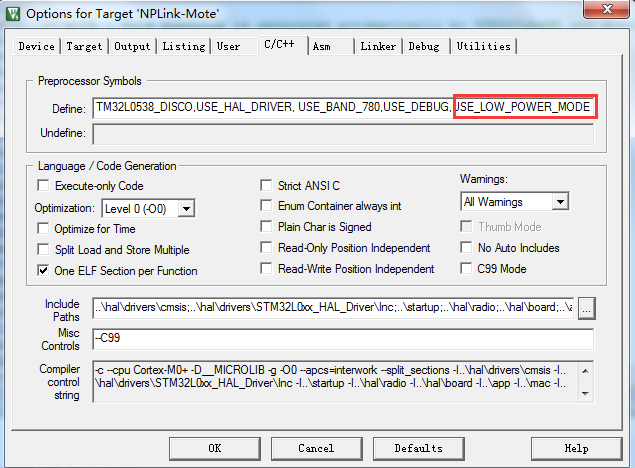 Options for Target 'NPLink-Mote'
Device Target Output Listing User C/C++ Asm Linker Debug Utilities
Preprocessor Symbols
Define: TM32L0538_DISCO,USE_HAL_DRIVER, USE_BAND_780,USE_DEBUG,USE_LOW_POWER_MODE
Undefine:
Language / Code Generation
Execute-only Code
Strict ANSI C
Warnings:
Optimization: Level 0 (-O0)
Enum Container always int
All Warnings
Optimize for Time
Plain Char is Signed
Thumb Mode
Split Load and Store Multiple
Read-Only Position Independent
No Auto Includes
One ELF Section per Function
Read-Write Position Independent
C99 Mode
Include Paths
..\hal\drivers\cmsis;..\hal\drivers\STM32L0xx_HAL_Driver\Inc;..\startup;..\hal\radio;..\hal\board;..\a
...
Misc Controls
--C99
Compiler control string
-c --cpu Cortex-M0+ -D__MICROLIB -g -O0 --apcs=interwork --split_sections -I..\hal\drivers\cmsis -I..
\hal\drivers\STM32L0xx_HAL_Driver\Inc -I..\startup -I..\hal\radio -I..\hal\board -I..\app -I..\mac -I..
OK Cancel Defaults Help